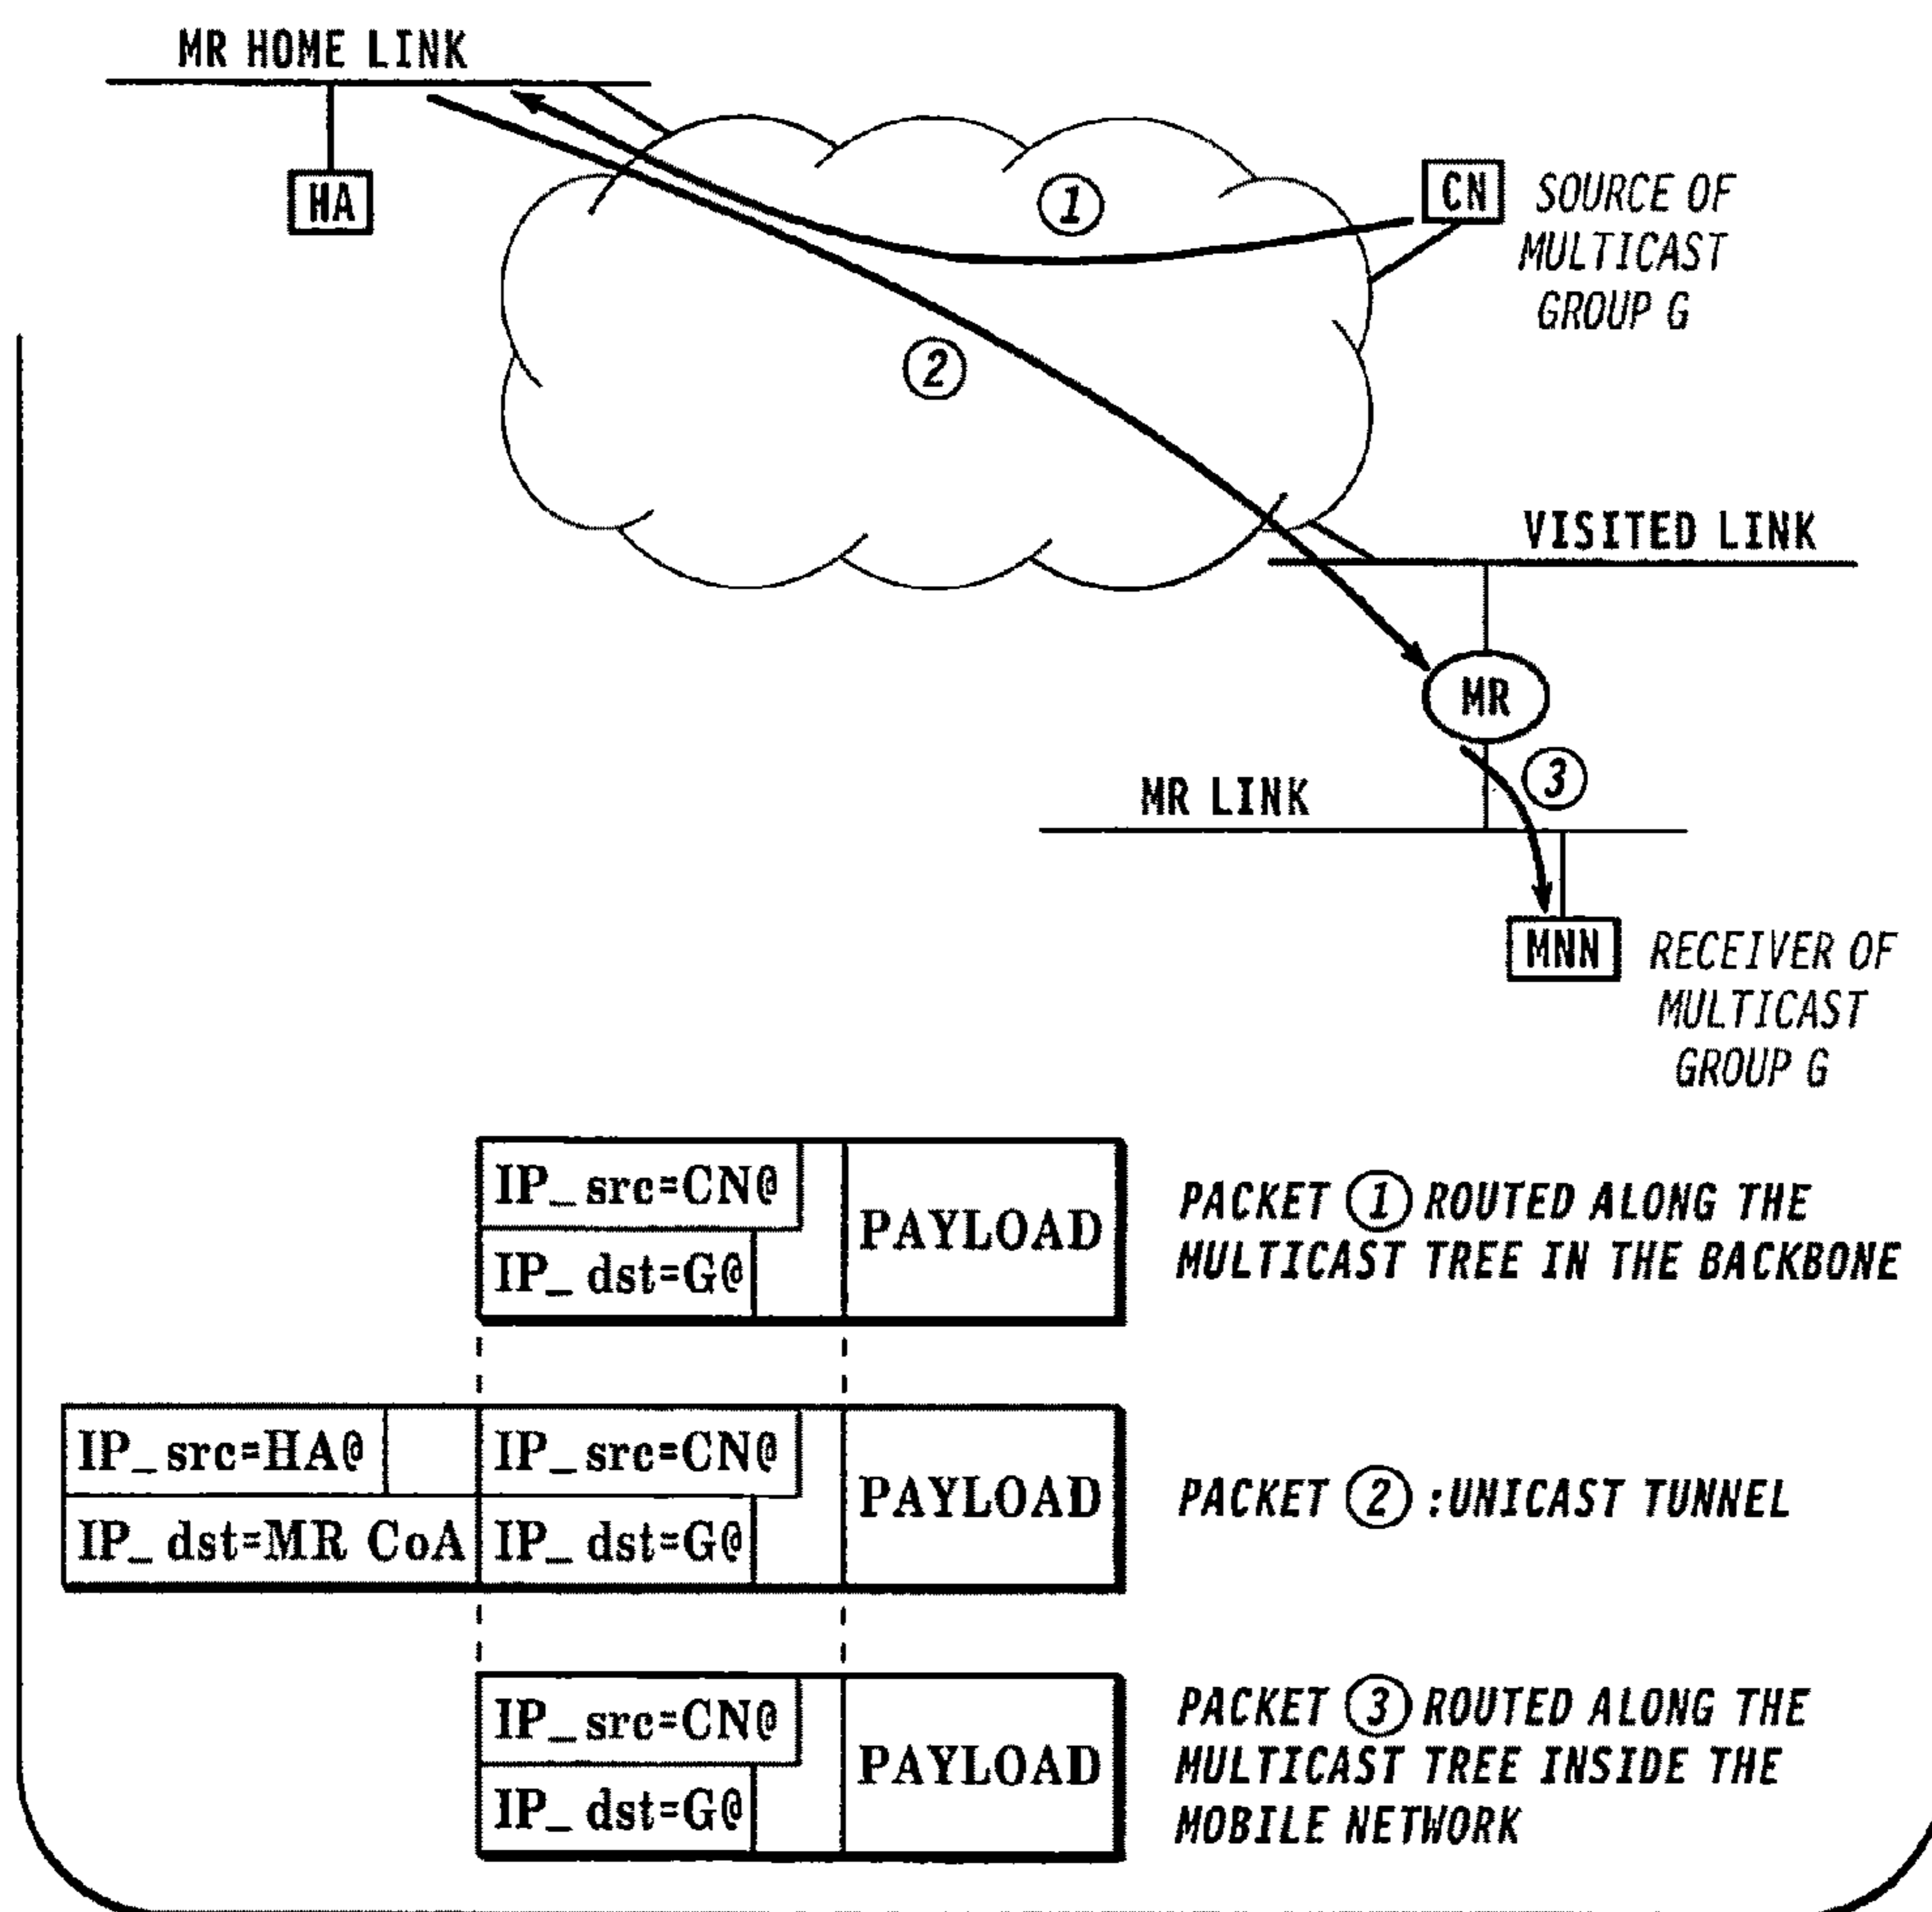 MR HOME LINK
HA
1
CN
SOURCE OF
MULTICAST
GROUP G
2
VISITED LINK
MR
3
MR LINK
MNN
RECEIVER OF
MULTICAST
GROUP G
IP_src=CN@
IP_dst=G@
PAYLOAD
PACKET ① ROUTED ALONG THE
MULTICAST TREE IN THE BACKBONE
IP_src=HA@
IP_src=CN@
IP_dst=MR CoA
IP_dst=G@
PAYLOAD
PACKET ② :UNICAST TUNNEL
IP_src=CN@
IP_dst=G@
PAYLOAD
PACKET ③ ROUTED ALONG THE
MULTICAST TREE INSIDE THE
MOBILE NETWORK